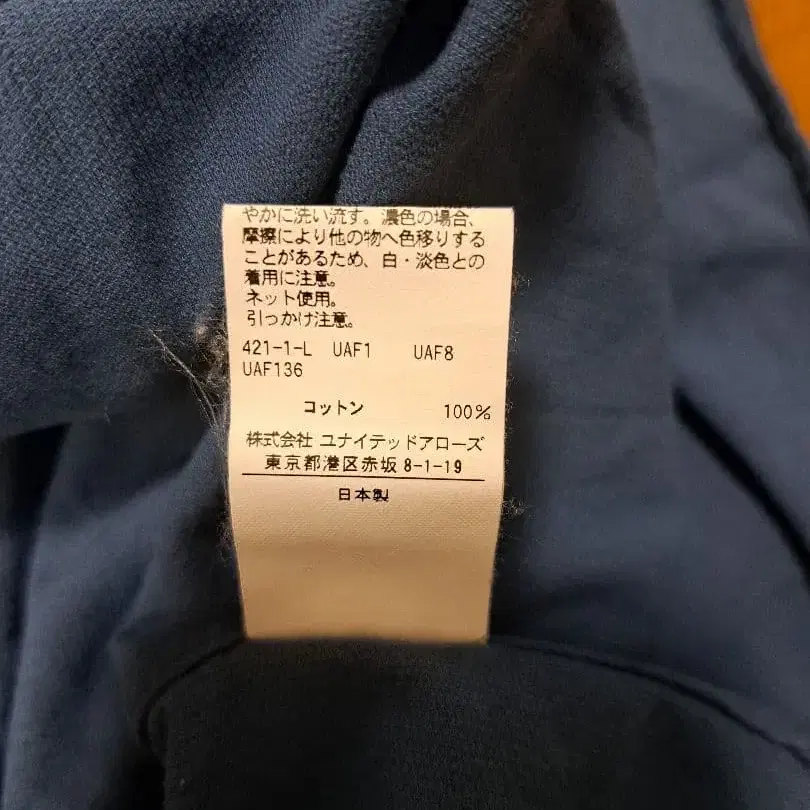 やかに洗い流す。濃色の場合、
摩擦により他の物へ色移りする
ことがあるため、白・淡色との
着用に注意。
ネット使用。
引っかけ注意。
421-1-L UAF1 UAF8
UAF136
コットン 100%
株式会社 ユナイテッドアローズ
東京都港区赤坂 8-1-19
日本製